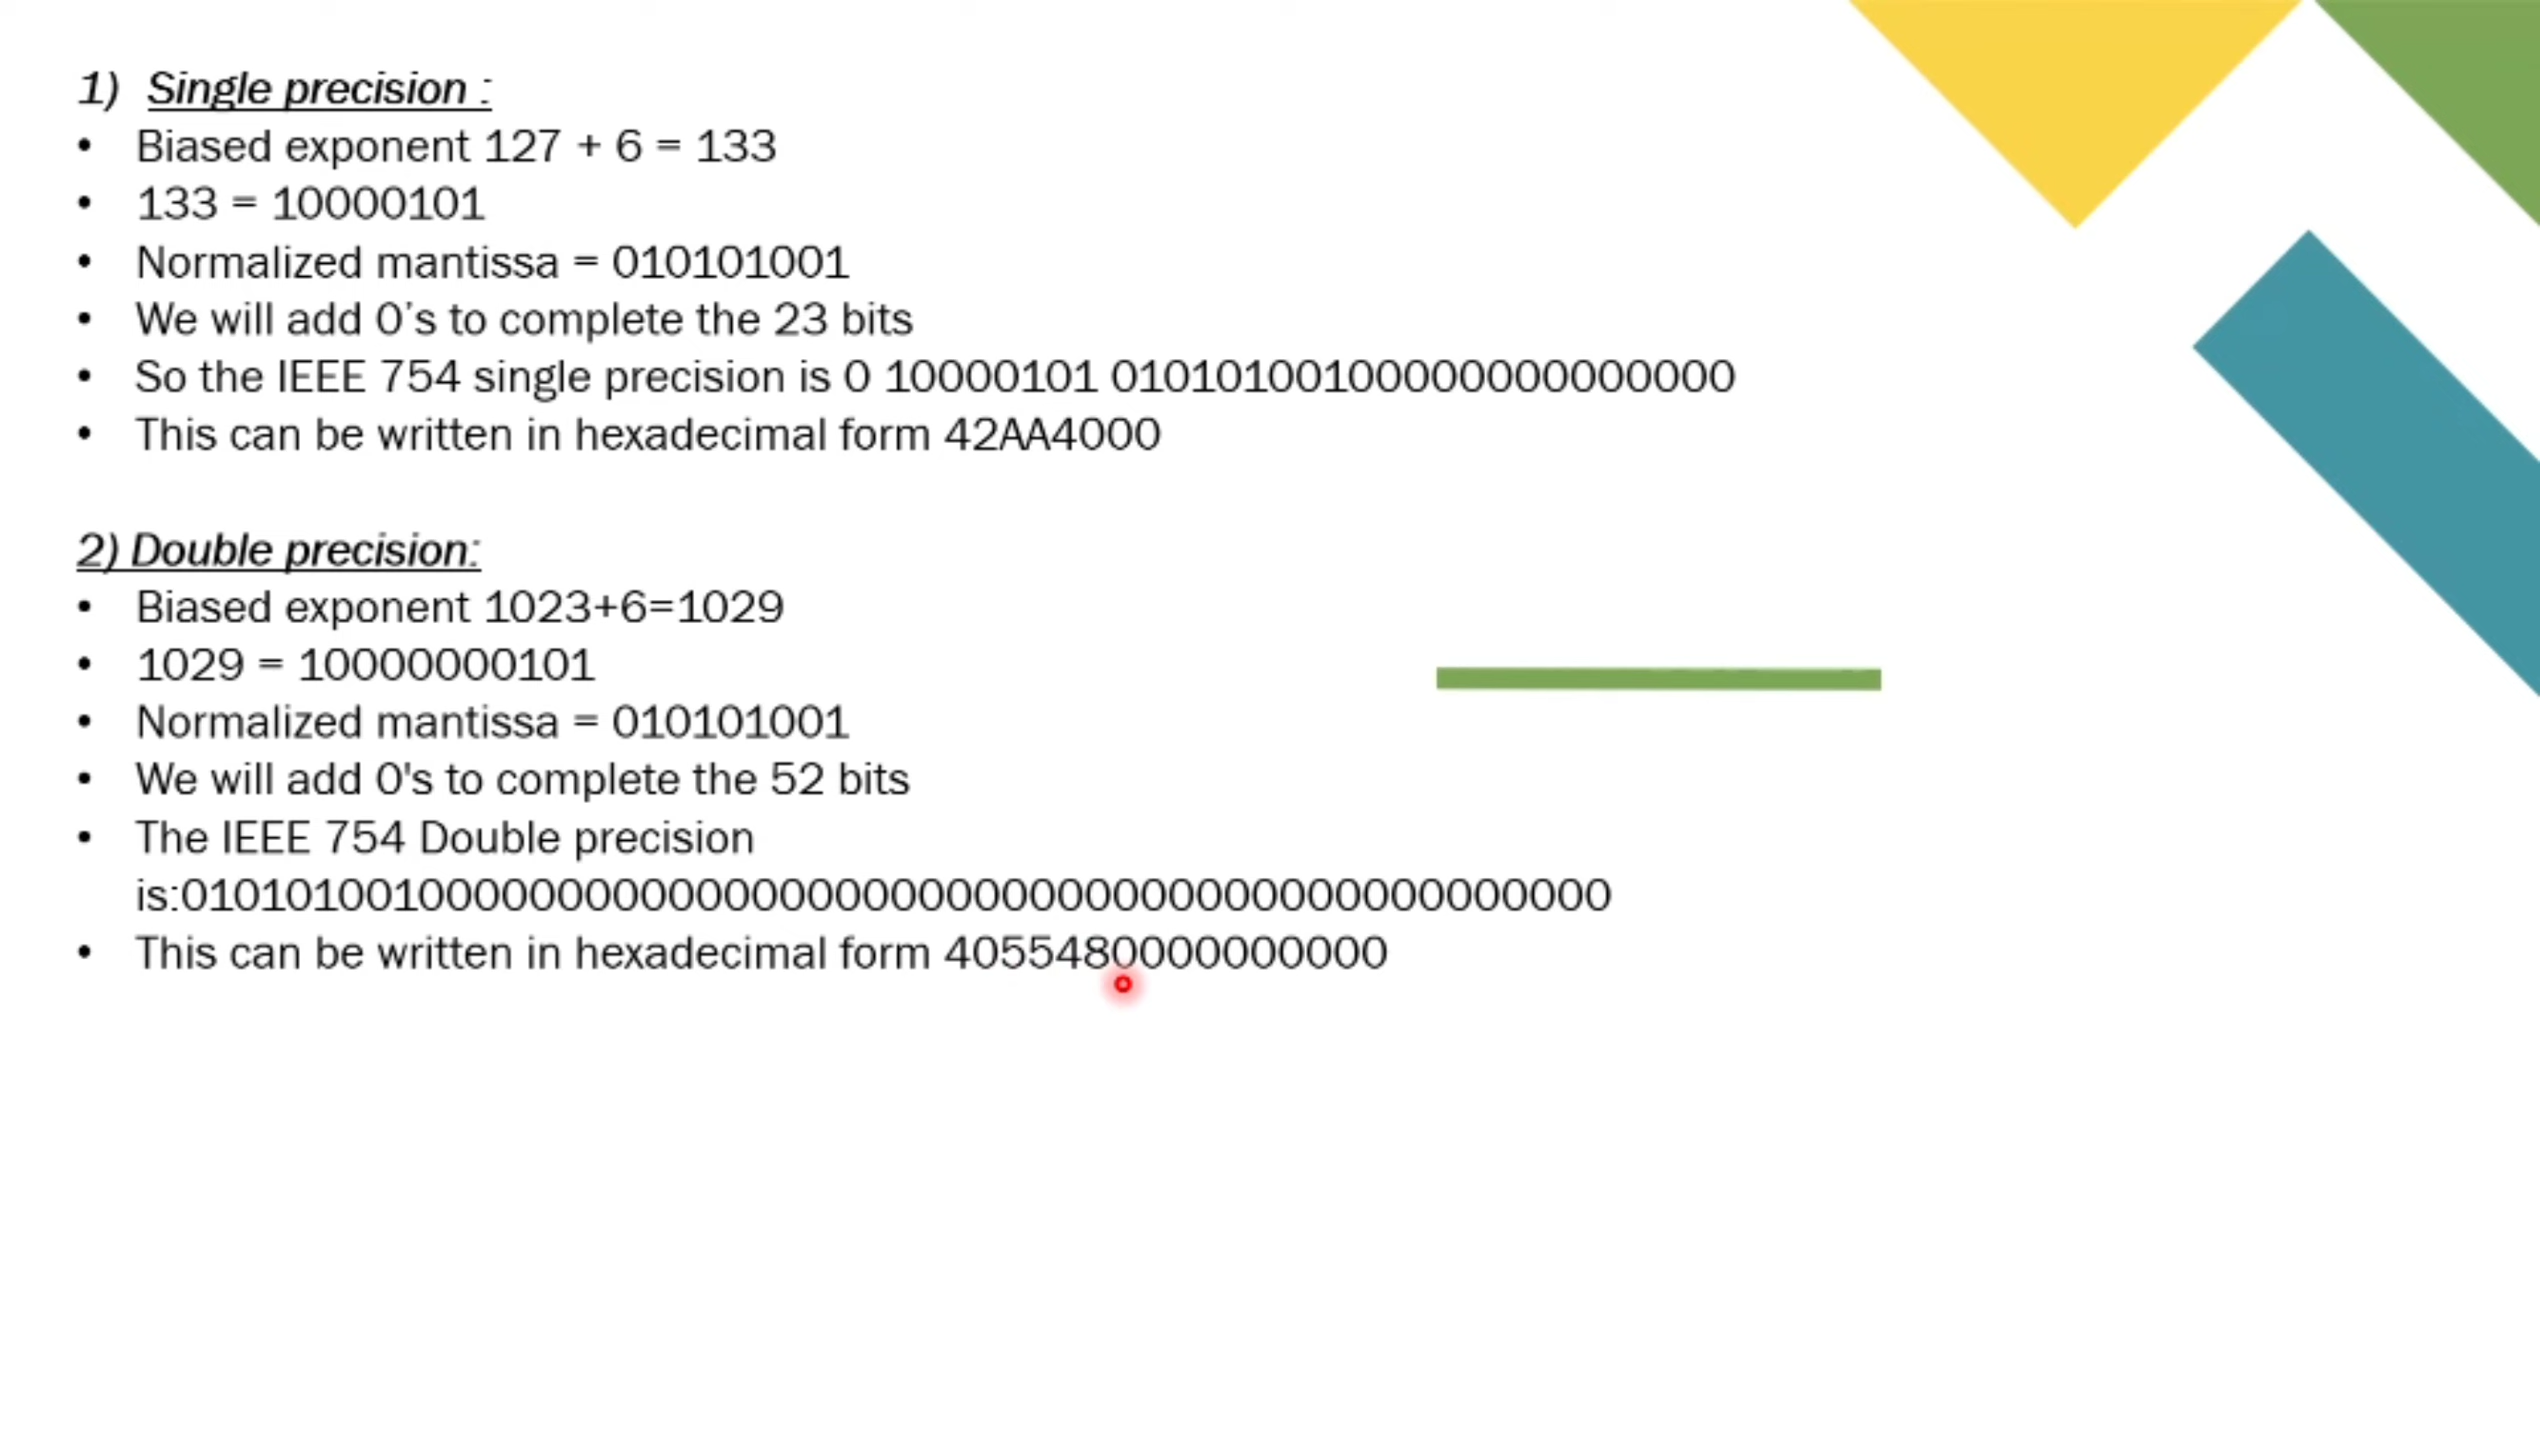 1) Single precision :
• Biased exponent 127 + 6 = 133
• 133 = 10000101
• Normalized mantissa = 010101001
• We will add 0’s to complete the 23 bits
• So the IEEE 754 single precision is 0 10000101 01010100100000000000000
• This can be written in hexadecimal form 42AA4000
2) Double precision:
• Biased exponent 1023+6=1029
• 1029 = 10000000101
• Normalized mantissa = 010101001
• We will add 0's to complete the 52 bits
• The IEEE 754 Double precision
is:0101010010000000000000000000000000000000000000000000
• This can be written in hexadecimal form 4055480000000000